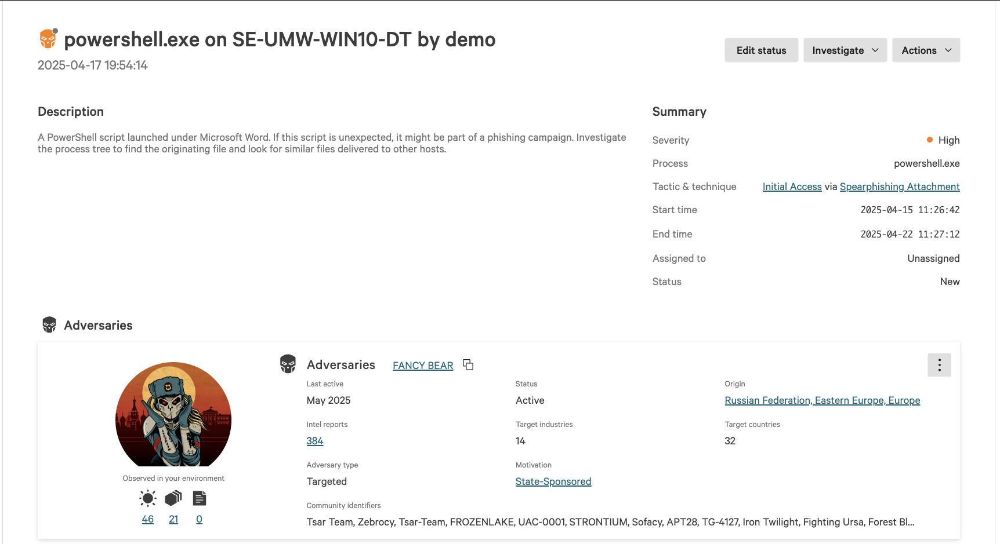 powershell.exe on SE-UMW-WIN10-DT by demo
2025-04-17 19:54:14
Edit status
Investigate
Actions
Description
A PowerShell script launched under Microsoft Word. If this script is unexpected, it might be part of a phishing campaign. Investigate
the process tree to find the originating file and look for similar files delivered to other hosts.
Summary
Severity High
Process powershell.exe
Tactic & technique Initial Access via Spearphishing Attachment
Start time 2025-04-15 11:26:42
End time 2025-04-22 11:27:12
Assigned to Unassigned
Status New
Adversaries
Observed in your environment
46 21 0
Adversaries FANCY BEAR
Last active Status Origin
May 2025 Active Russian Federation, Eastern Europe, Europe
Intel reports Target industries Target countries
384 14 32
Adversary type Motivation
Targeted State-Sponsored
Community identifiers
Tsar Team, Zebrocy, Tsar-Team, FROZENLAKE, UAC-0001, STRONTIUM, Sofacy, APT28, TG-4127, Iron Twilight, Fighting Ursa, Forest Bl...